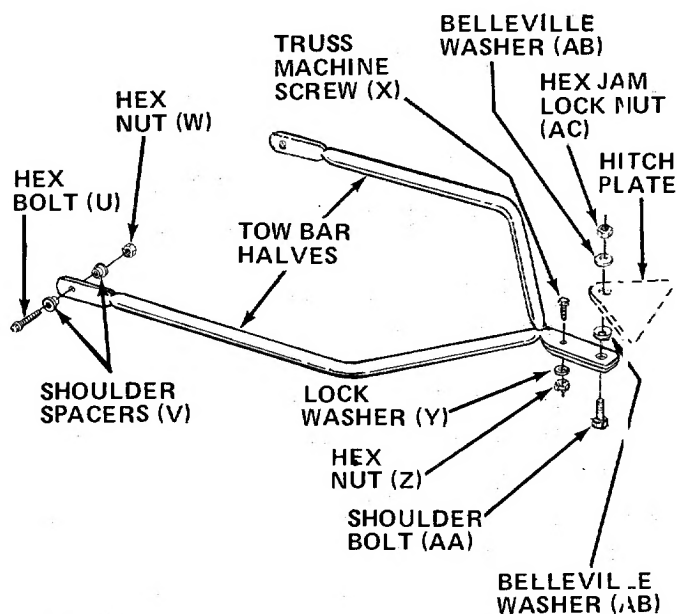 BELLEVILLE
WASHER (AB)
TRUSS
MACHINE
SCREW (X)
HEX JAM
LOCK NUT
(AC)
HEX
NUT (W)
HITCH
PLATE
HEX
BOLT (U)
TOW BAR
HALVES
SHOULDER
SPACERS (V)
LOCK
WASHER (Y)
HEX
NUT (Z)
SHOULDER
BOLT (AA)
BELLEVILLE
WASHER (AB)